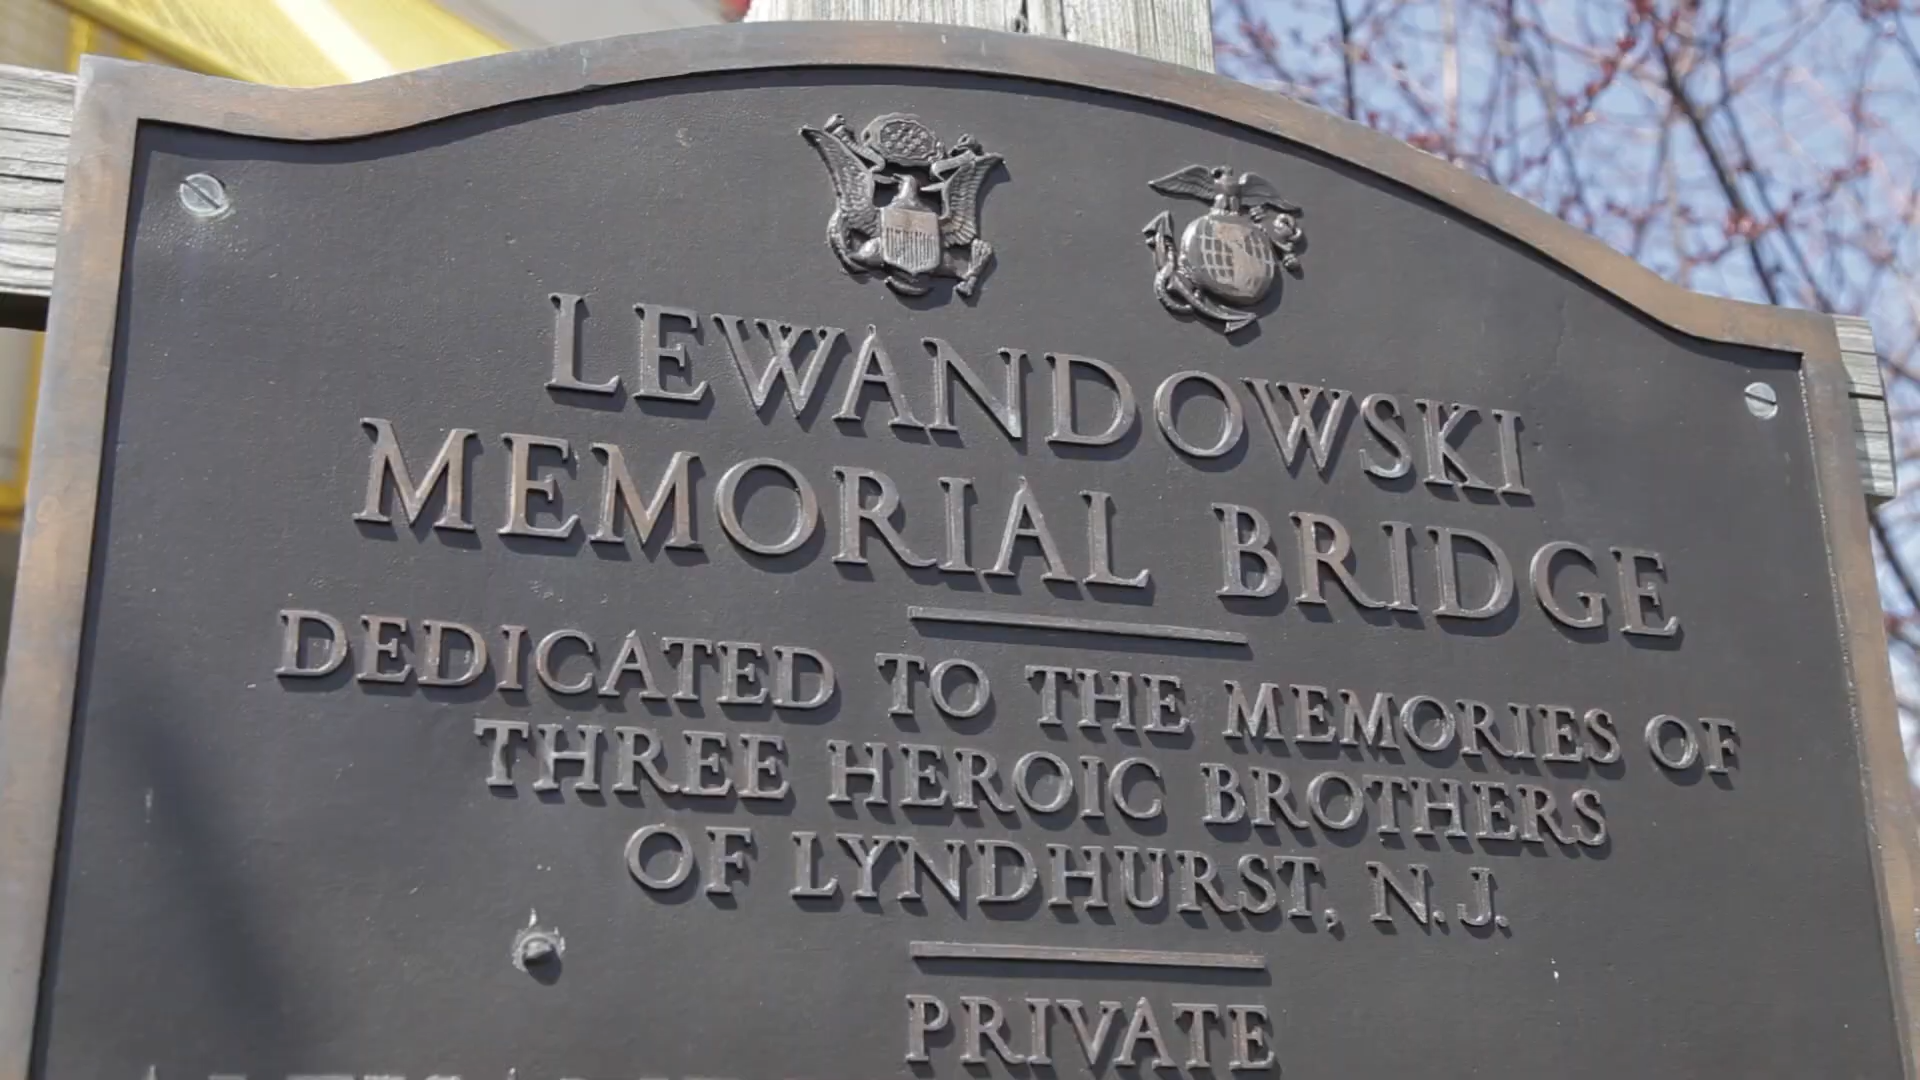 LEWANDOWSKI
MEMORIAL BRIDGE
DEDICATED TO THE MEMORIES OF
THREE HEROIC BROTHERS
OF LYNDHURST, N.J.
PRIVATE